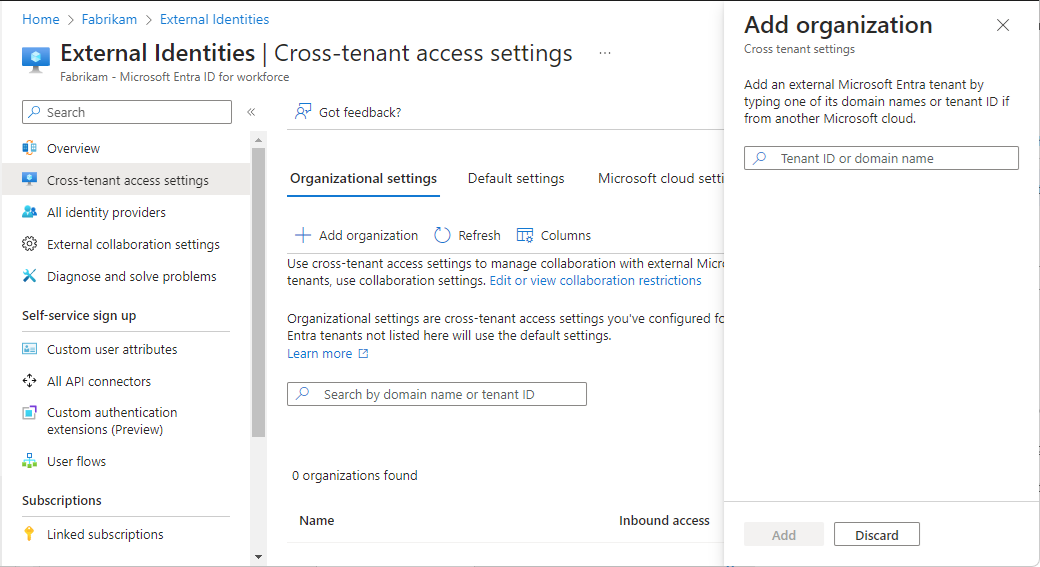 Home > Fabrikam > External Identities
External Identities | Cross-tenant access settings ...
Fabrikam - Microsoft Entra ID for workforce
Search «
Overview
Cross-tenant access settings
All identity providers
External collaboration settings
Diagnose and solve problems
Self-service sign up
Custom user attributes
All API connectors
Custom authentication
extensions (Preview)
User flows
Subscriptions
Linked subscriptions
Got feedback?
Organizational settings Default settings Microsoft cloud setti
Add organization Refresh Columns
Use cross-tenant access settings to manage collaboration with external Micro
tenants, use collaboration settings. Edit or view collaboration restrictions
Organizational settings are cross-tenant access settings you've configured fo
Entra tenants not listed here will use the default settings.
Learn more
Search by domain name or tenant ID
0 organizations found
Name Inbound access
Add organization
Cross tenant settings
Add an external Microsoft Entra tenant by
typing one of its domain names or tenant ID if
from another Microsoft cloud.
Tenant ID or domain name
Add Discard